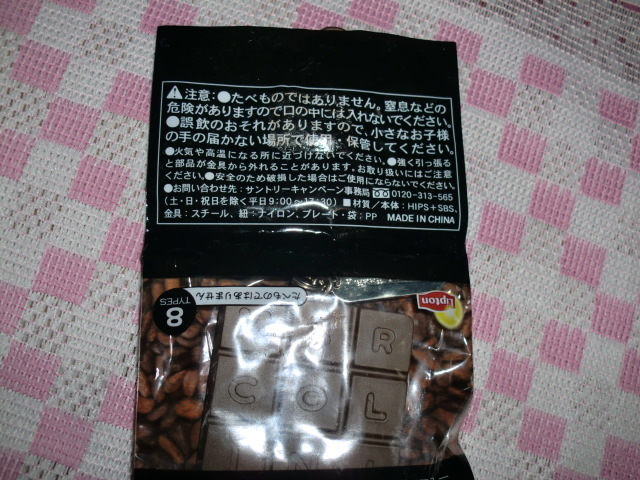 ⚠注意:●たべものではありません。窒息などの
危険がありますので口の中には入れないでください。
●誤飲のおそれがありますので、小さなお子様
の手の届かない場所で使用、保管してください。
●火気や高温になる所に近づけないでください。●強く引っ張る
と部品が金具から外れることがあります。お取り扱いにはご注意
ください。●安全のため破損した場合はご使用にならないでください。
●お問い合わせ先:サントリーキャンペーン事務局 0120-313-565
(土・日・祝日を除く平日9:00~17:30) ■材質/本体:HIPS+SBS、
金具:スチール、紐:ナイロン、プレート・袋:PP MADE IN CHINA
8 TYPES
たべものではありません
Lipton
R
C O L